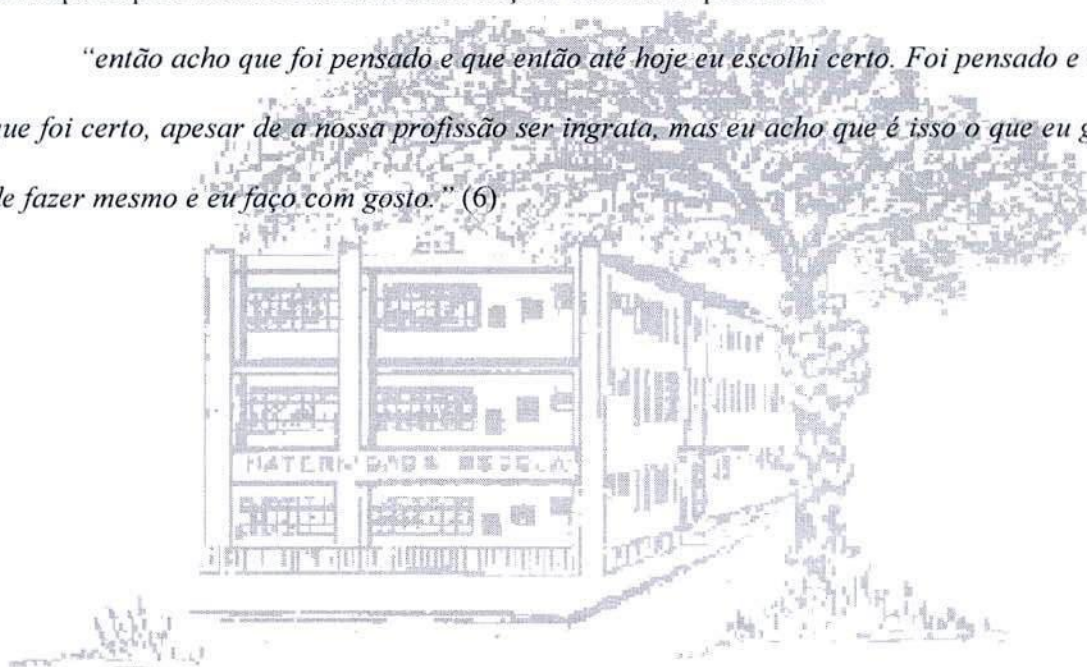 “então acho que foi pensado e que então até hoje eu escolhi certo. Foi pensado e
que foi certo, apesar de a nossa profissão ser ingrata, mas eu acho que é isso o que eu
de fazer mesmo e eu faço com gosto.” (6)
MATERNIDADE ESCOLA